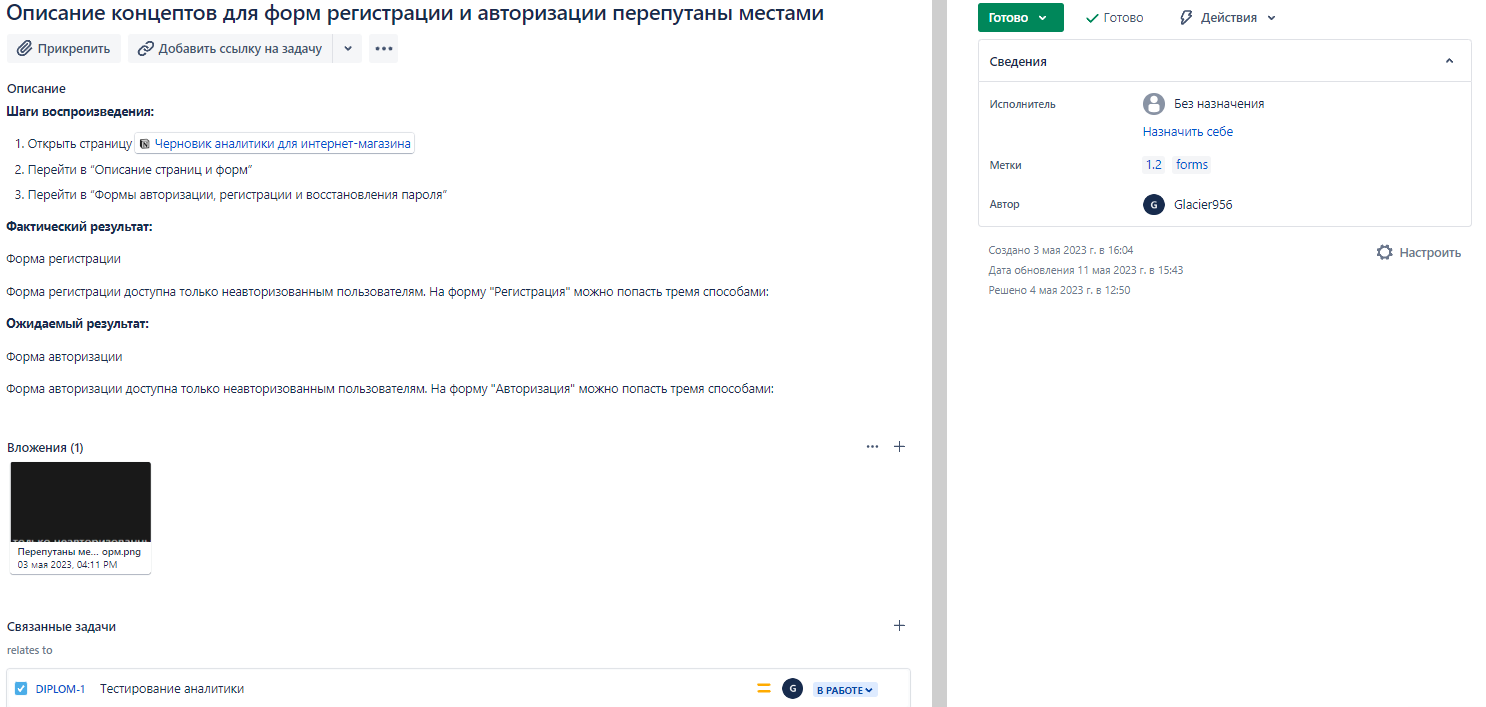 Описание концептов для форм регистрации и авторизации перепутаны местами
Прикрепить
Добавить ссылку на задачу
Описание
Шаги воспроизведения:
1. Открыть страницу Черновик аналитики для интернет-магазина
2. Перейти в “Описание страниц и форм”
3. Перейти в “Формы авторизации, регистрации и восстановления пароля”
Фактический результат:
Форма регистрации
Форма регистрации доступна только неавторизованным пользователям. На форму "Регистрация" можно попасть тремя способами:
Ожидаемый результат:
Форма авторизации
Форма авторизации доступна только неавторизованным пользователям. На форму "Авторизация" можно попасть тремя способами:
Вложения (1)
Перепутаны ме... орм.png
03 мая 2023, 04:11 PM
Связанные задачи
relates to
DIPLOM-1 Тестирование аналитики G В РАБОТЕ
Готово Готово Действия
Сведения
Исполнитель Без назначения
Назначить себе
Метки 1.2 forms
Автор G Glacier956
Создано 3 мая 2023 г. в 16:04
Настроить
Дата обновления 11 мая 2023 г. в 15:43
Решено 4 мая 2023 г. в 12:50